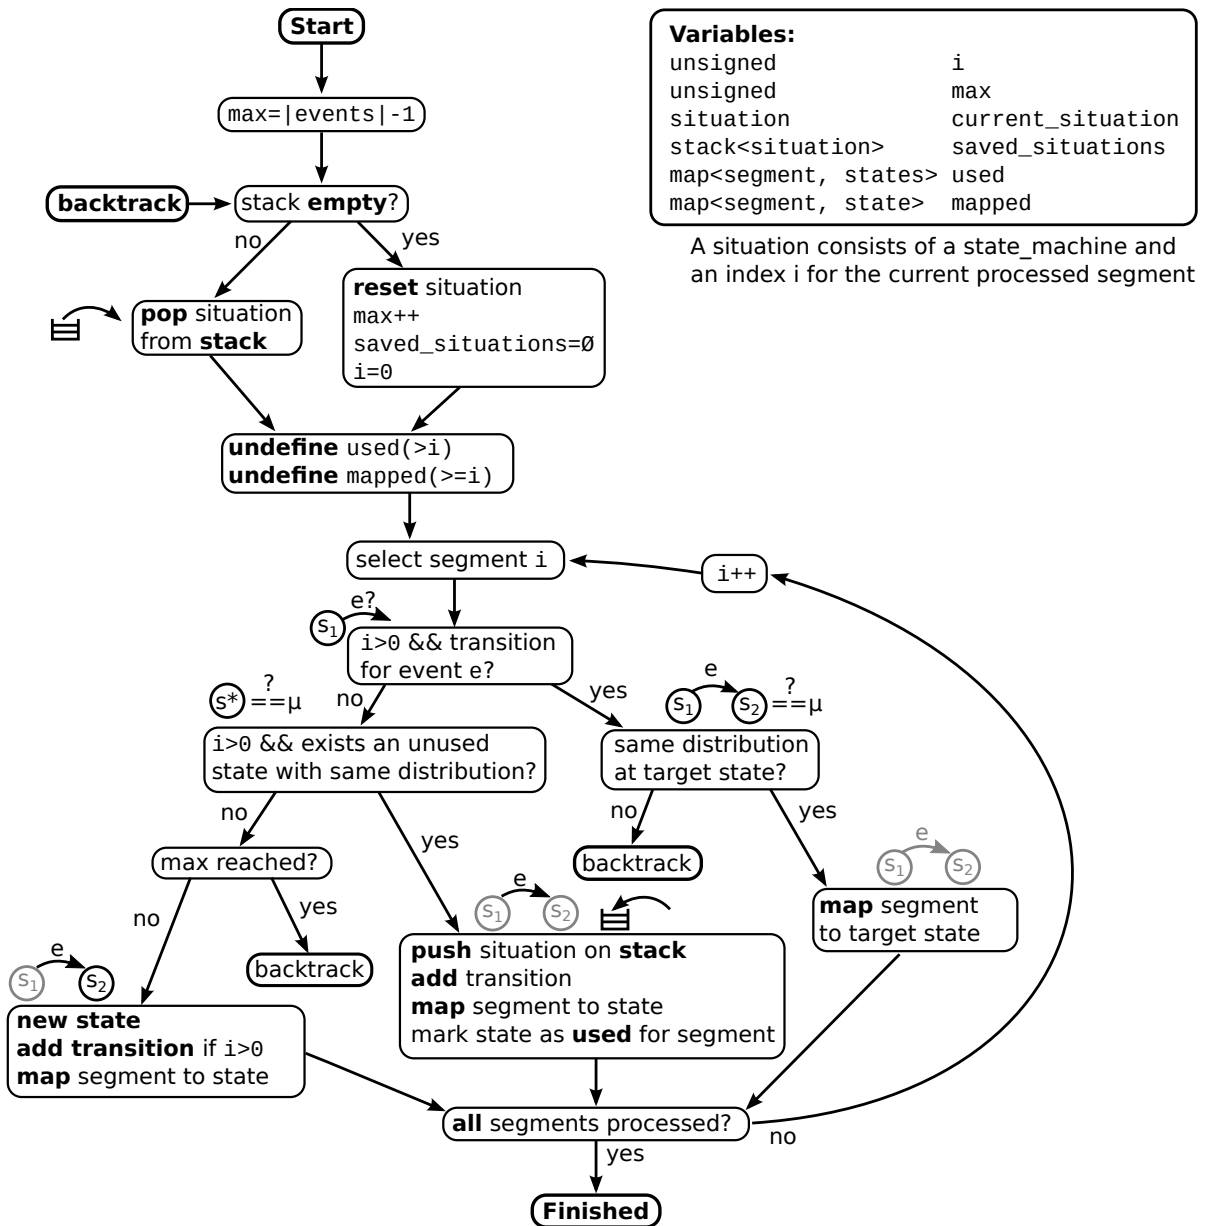 Start
Variables:
unsigned i
unsigned max
situation current_situation
stack<situation> saved_situations
map<segment, states> used
map<segment, state> mapped
A situation consists of a state_machine and
an index i for the current processed segment
max=|events|-1
backtrack
stack empty?
no
yes
pop situation
from stack
reset situation
max++
saved_situations=Ø
i=0
undefine used(>i)
undefine mapped(>=i)
select segment i
i++
s1
e?
i>0 && transition
for event e?
no
yes
s* ==μ
?
i>0 && exists an unused
state with same distribution?
s1
e
s2 ==μ
?
same distribution
at target state?
no
yes
no
yes
max reached?
backtrack
s1
e
s2
map segment
to target state
no
yes
backtrack
s1
e
s2
push situation on stack
add transition
map segment to state
mark state as used for segment
s1
e
s2
new state
add transition if i>0
map segment to state
all segments processed?
no
yes
Finished